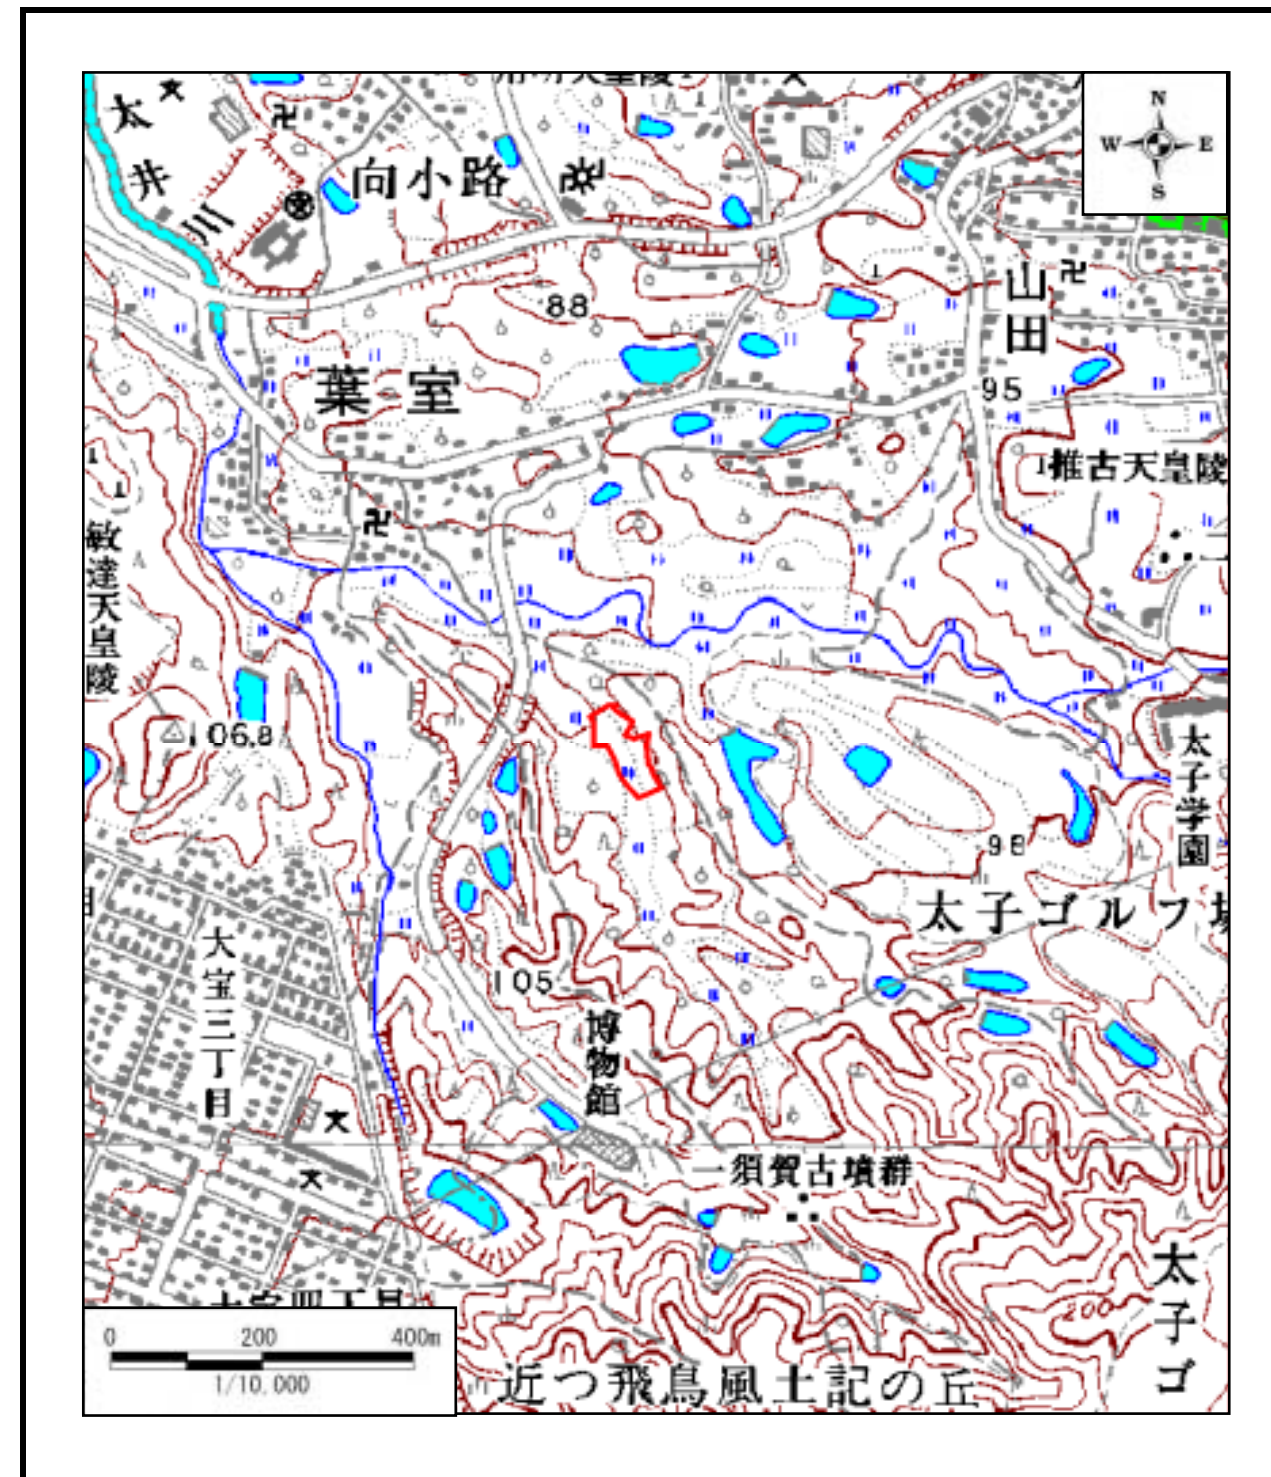 N
W E
S
太井川
向小路
山田
88
葉室
95
推古天皇陵
敏達天皇陵
106.8
太子学園
98
太子ゴルフ場
大宝三丁目
105
博物館
一須賀古墳群
太子ゴ
200
0 200 400m
1/10,000
近つ飛鳥風土記の丘